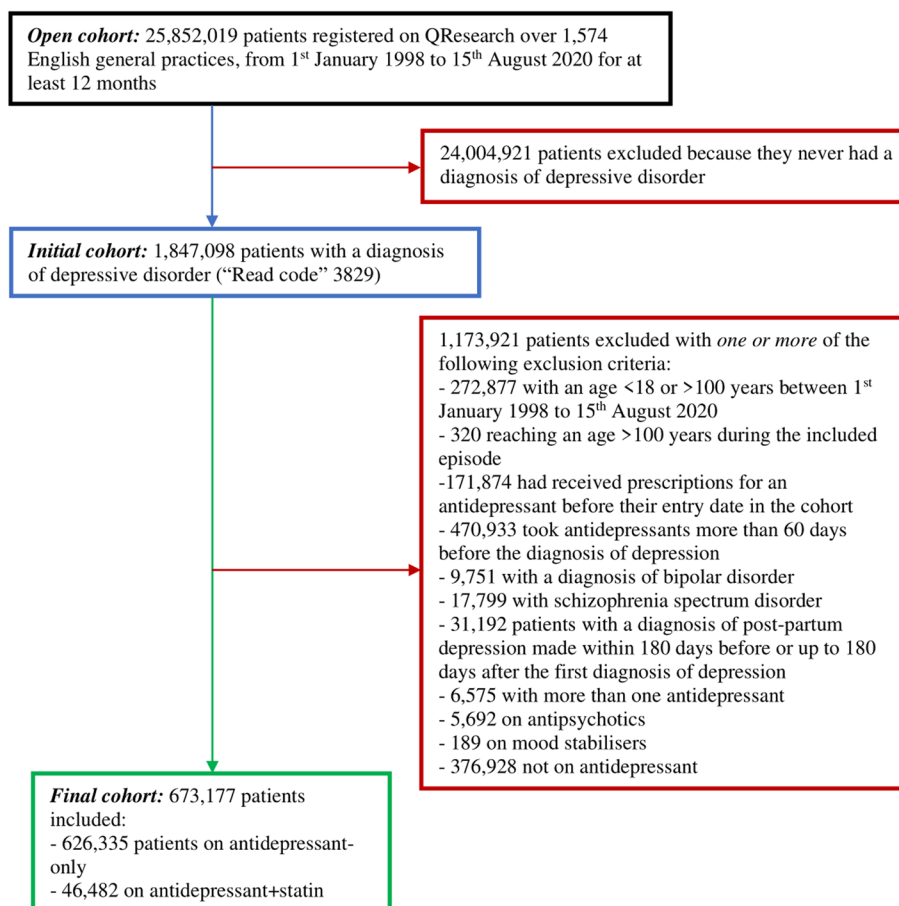 Open cohort: 25,852,019 patients registered on QResearch over 1,574
English general practices, from 1st January 1998 to 15th August 2020 for at
least 12 months
24,004,921 patients excluded because they never had a
diagnosis of depressive disorder
Initial cohort: 1,847,098 patients with a diagnosis
of depressive disorder (“Read code” 3829)
1,173,921 patients excluded with one or more of the
following exclusion criteria:
- 272,877 with an age <18 or >100 years between 1st
January 1998 to 15th August 2020
- 320 reaching an age >100 years during the included
episode
-171,874 had received prescriptions for an
antidepressant before their entry date in the cohort
- 470,933 took antidepressants more than 60 days
before the diagnosis of depression
- 9,751 with a diagnosis of bipolar disorder
- 17,799 with schizophrenia spectrum disorder
- 31,192 patients with a diagnosis of post-partum
depression made within 180 days before or up to 180
days after the first diagnosis of depression
- 6,575 with more than one antidepressant
- 5,692 on antipsychotics
- 189 on mood stabilisers
- 376,928 not on antidepressant
Final cohort: 673,177 patients
included:
- 626,335 patients on antidepressant-
only
- 46,482 on antidepressant+statin